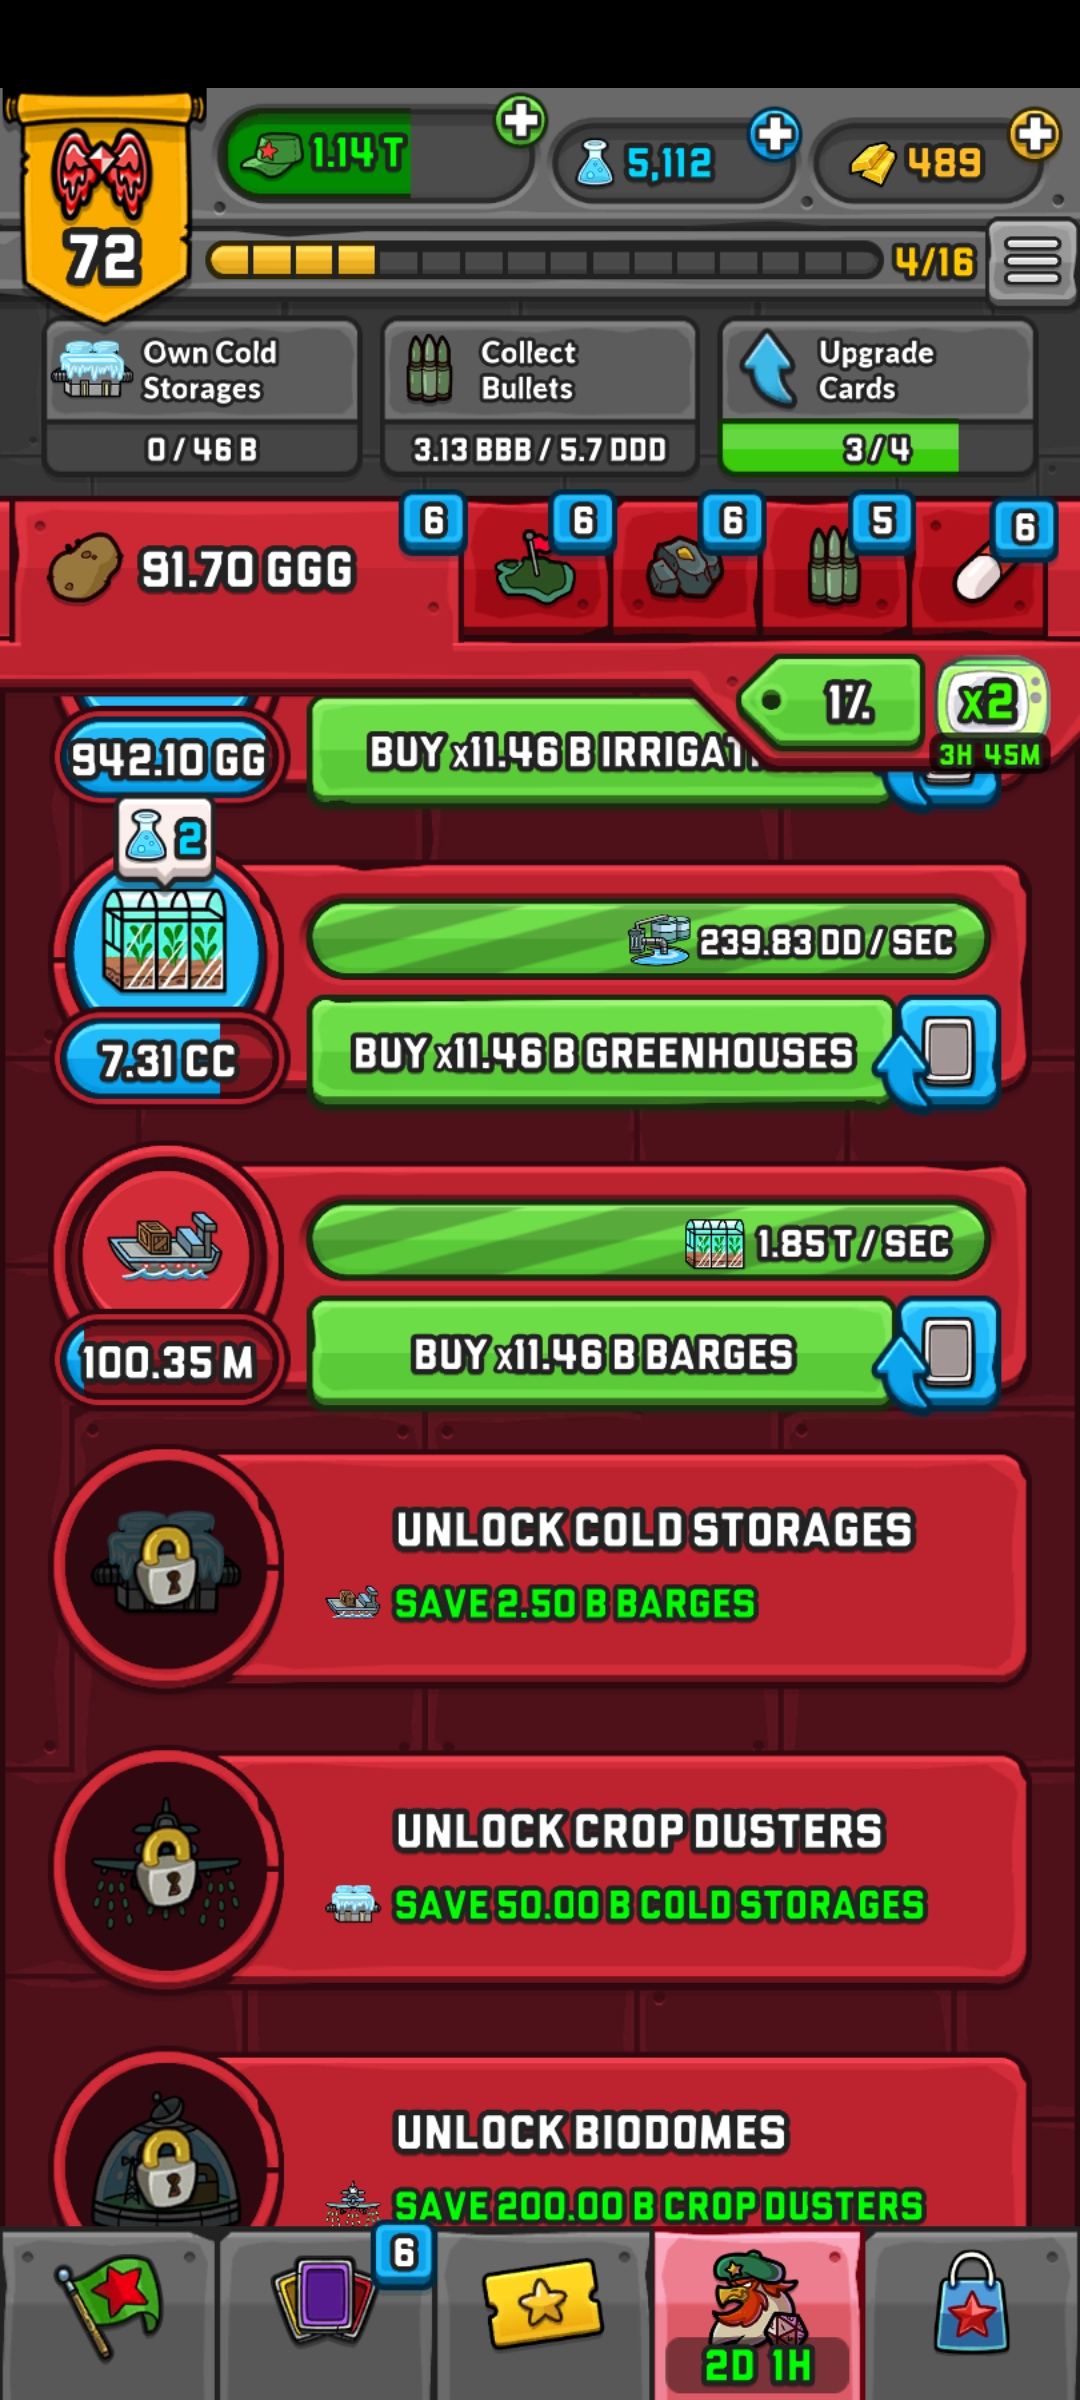 1.14 T
5,112
489
72
4/16
Own Cold
Storages
0 / 46 B
Collect
Bullets
3.13 BBB / 5.7 DDD
Upgrade
Cards
3 / 4
91.70 GGG
6
6
6
5
6
1%
x2
3H 45M
942.10 GG
BUY x11.46 B IRRIGAT
2
239.83 DD / SEC
7.31 CC
BUY x11.46 B GREENHOUSES
1.85 T / SEC
100.35 M
BUY x11.46 B BARGES
UNLOCK COLD STORAGES
SAVE 2.50 B BARGES
UNLOCK CROP DUSTERS
SAVE 50.00 B COLD STORAGES
UNLOCK BIODOMES
SAVE 200.00 B CROP DUSTERS
6
2D 1H